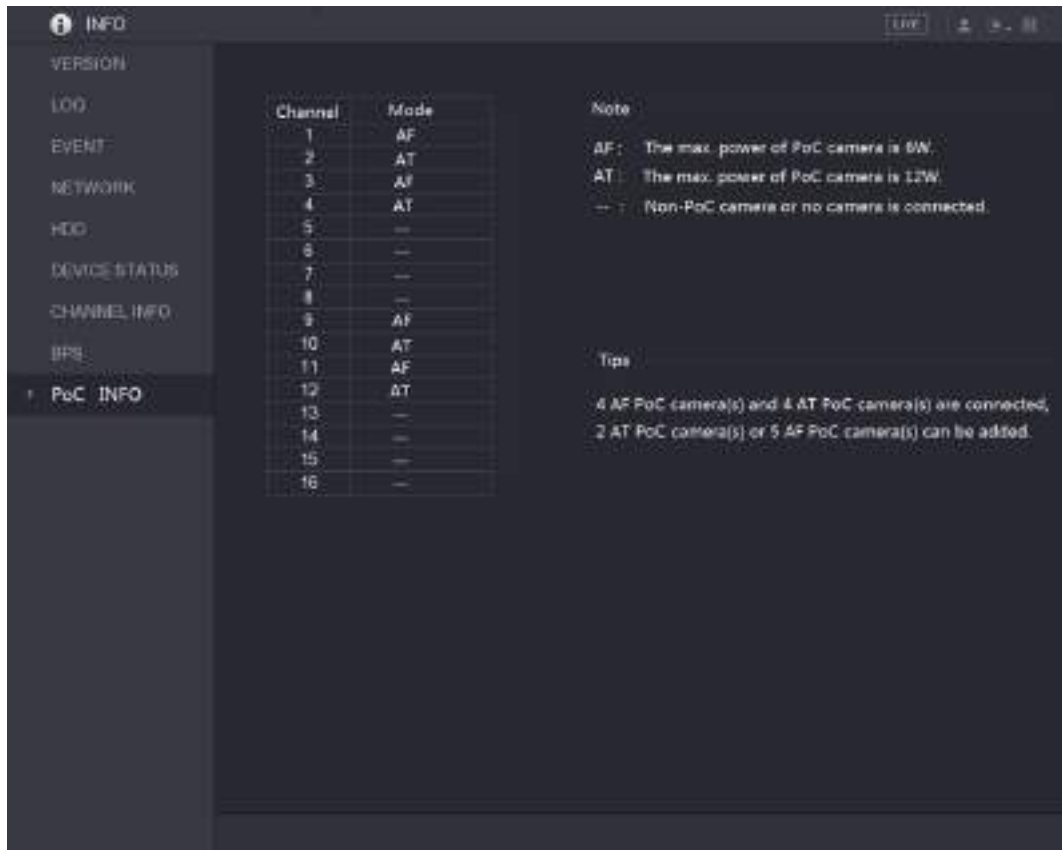 INFO
LIVE
VERSION
LOG
EVENT
NETWORK
HDD
DEVICE STATUS
CHANNEL INFO
BPS
PoC INFO
Channel Mode
1 AF
2 AT
3 AF
4 AT
5 --
6 --
7 --
8 --
9 AF
10 AT
11 AF
12 AT
13 --
14 --
15 --
16 --
Note
AF : The max. power of PoC camera is 6W.
AT : The max. power of PoC camera is 12W.
-- : Non-PoC camera or no camera is connected.
Tips
4 AF PoC camera(s) and 4 AT PoC camera(s) are connected,
2 AT PoC camera(s) or 5 AF PoC camera(s) can be added.